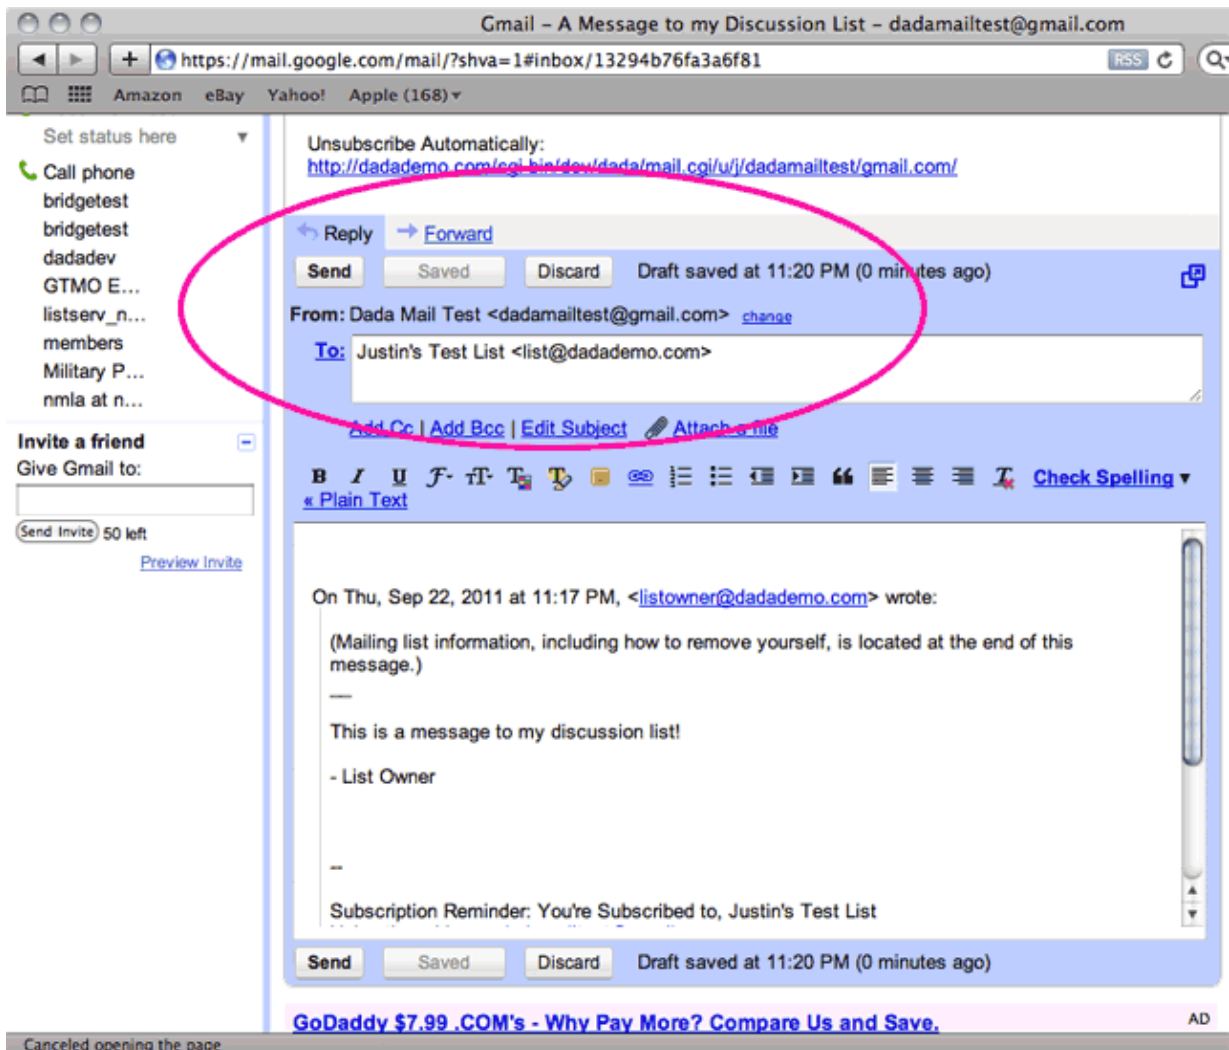 Gmail – A Message to my Discussion List – dadamailtest@gmail.com
https://mail.google.com/mail/?shva=1#inbox/13294b76fa3a6f81
RSS
Amazon eBay Yahoo! Apple (168)
Set status here
Call phone
bridgetest
bridgetest
dadadev
GTMO E...
listserv_n...
members
Military P...
nmla at n...
Invite a friend
Give Gmail to:
Send Invite 50 left
Preview Invite
Unsubscribe Automatically:
http://dadademo.com/cgi-bin/dev/dada/mail.cgi/u/j/dadamailtest/gmail.com/
Reply Forward
Send Saved Discard Draft saved at 11:20 PM (0 minutes ago)
From: Dada Mail Test <dadamailtest@gmail.com> change
To: Justin's Test List <list@dadademo.com>
Add Cc | Add Bcc | Edit Subject Attach a file
B I U Check Spelling
« Plain Text
On Thu, Sep 22, 2011 at 11:17 PM, <listowner@dadademo.com> wrote:
(Mailing list information, including how to remove yourself, is located at the end of this
message.)
__
This is a message to my discussion list!
- List Owner
--
Subscription Reminder: You're Subscribed to, Justin's Test List
Send Saved Discard Draft saved at 11:20 PM (0 minutes ago)
GoDaddy $7.99 .COM's - Why Pay More? Compare Us and Save.
AD
Canceled opening the page